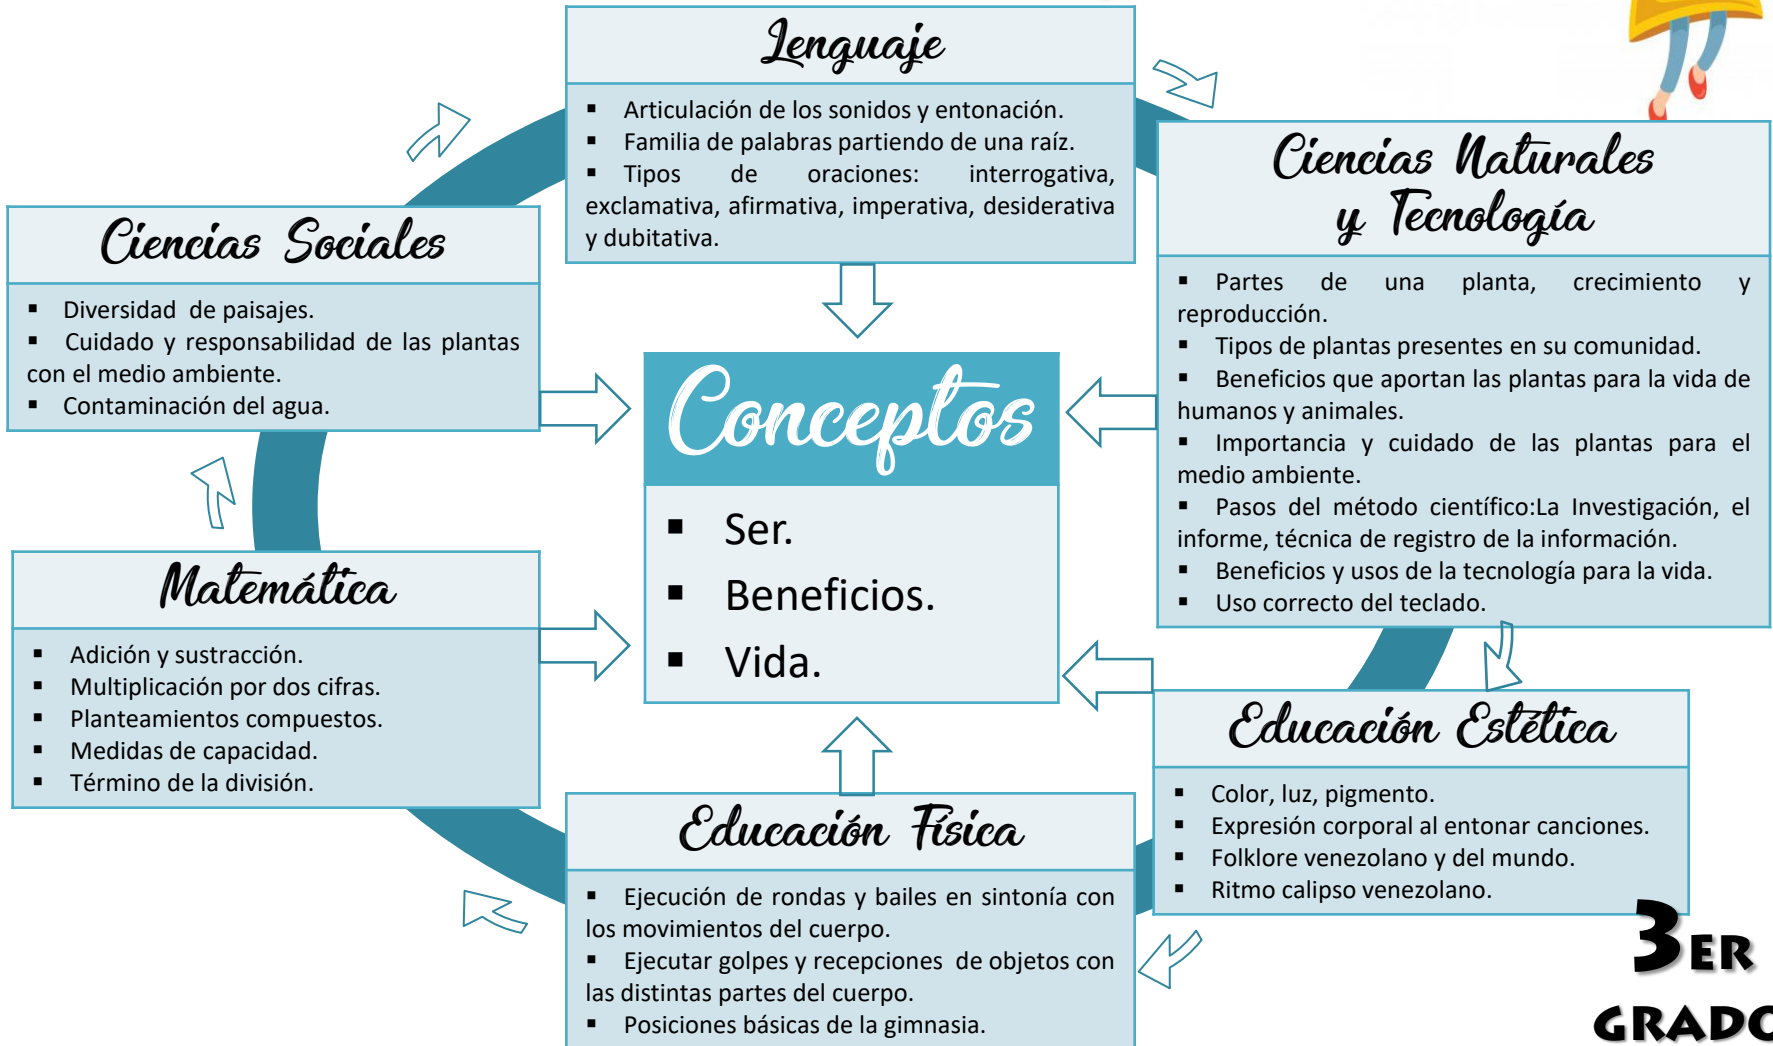 Lenguaje
▪ Articulación de los sonidos y entonación.
▪ Familia de palabras partiendo de una raíz.
▪ Tipos de oraciones: interrogativa,
exclamativa, afirmativa, imperativa, desiderativa
y dubitativa.
Ciencias Naturales
y Tecnología
▪ Partes de una planta, crecimiento y
reproducción.
▪ Tipos de plantas presentes en su comunidad.
▪ Beneficios que aportan las plantas para la vida de
humanos y animales.
▪ Importancia y cuidado de las plantas para el
medio ambiente.
▪ Pasos del método científico:La Investigación, el
informe, técnica de registro de la información.
▪ Beneficios y usos de la tecnología para la vida.
▪ Uso correcto del teclado.
Ciencias Sociales
▪ Diversidad de paisajes.
▪ Cuidado y responsabilidad de las plantas
con el medio ambiente.
▪ Contaminación del agua.
Conceptos
▪ Ser.
▪ Beneficios.
▪ Vida.
Matemática
▪ Adición y sustracción.
▪ Multiplicación por dos cifras.
▪ Planteamientos compuestos.
▪ Medidas de capacidad.
▪ Término de la división.
Educación Estética
▪ Color, luz, pigmento.
▪ Expresión corporal al entonar canciones.
▪ Folklore venezolano y del mundo.
▪ Ritmo calipso venezolano.
Educación Física
▪ Ejecución de rondas y bailes en sintonía con
los movimientos del cuerpo.
▪ Ejecutar golpes y recepciones de objetos con
las distintas partes del cuerpo.
▪ Posiciones básicas de la gimnasia.
3ER
GRADO